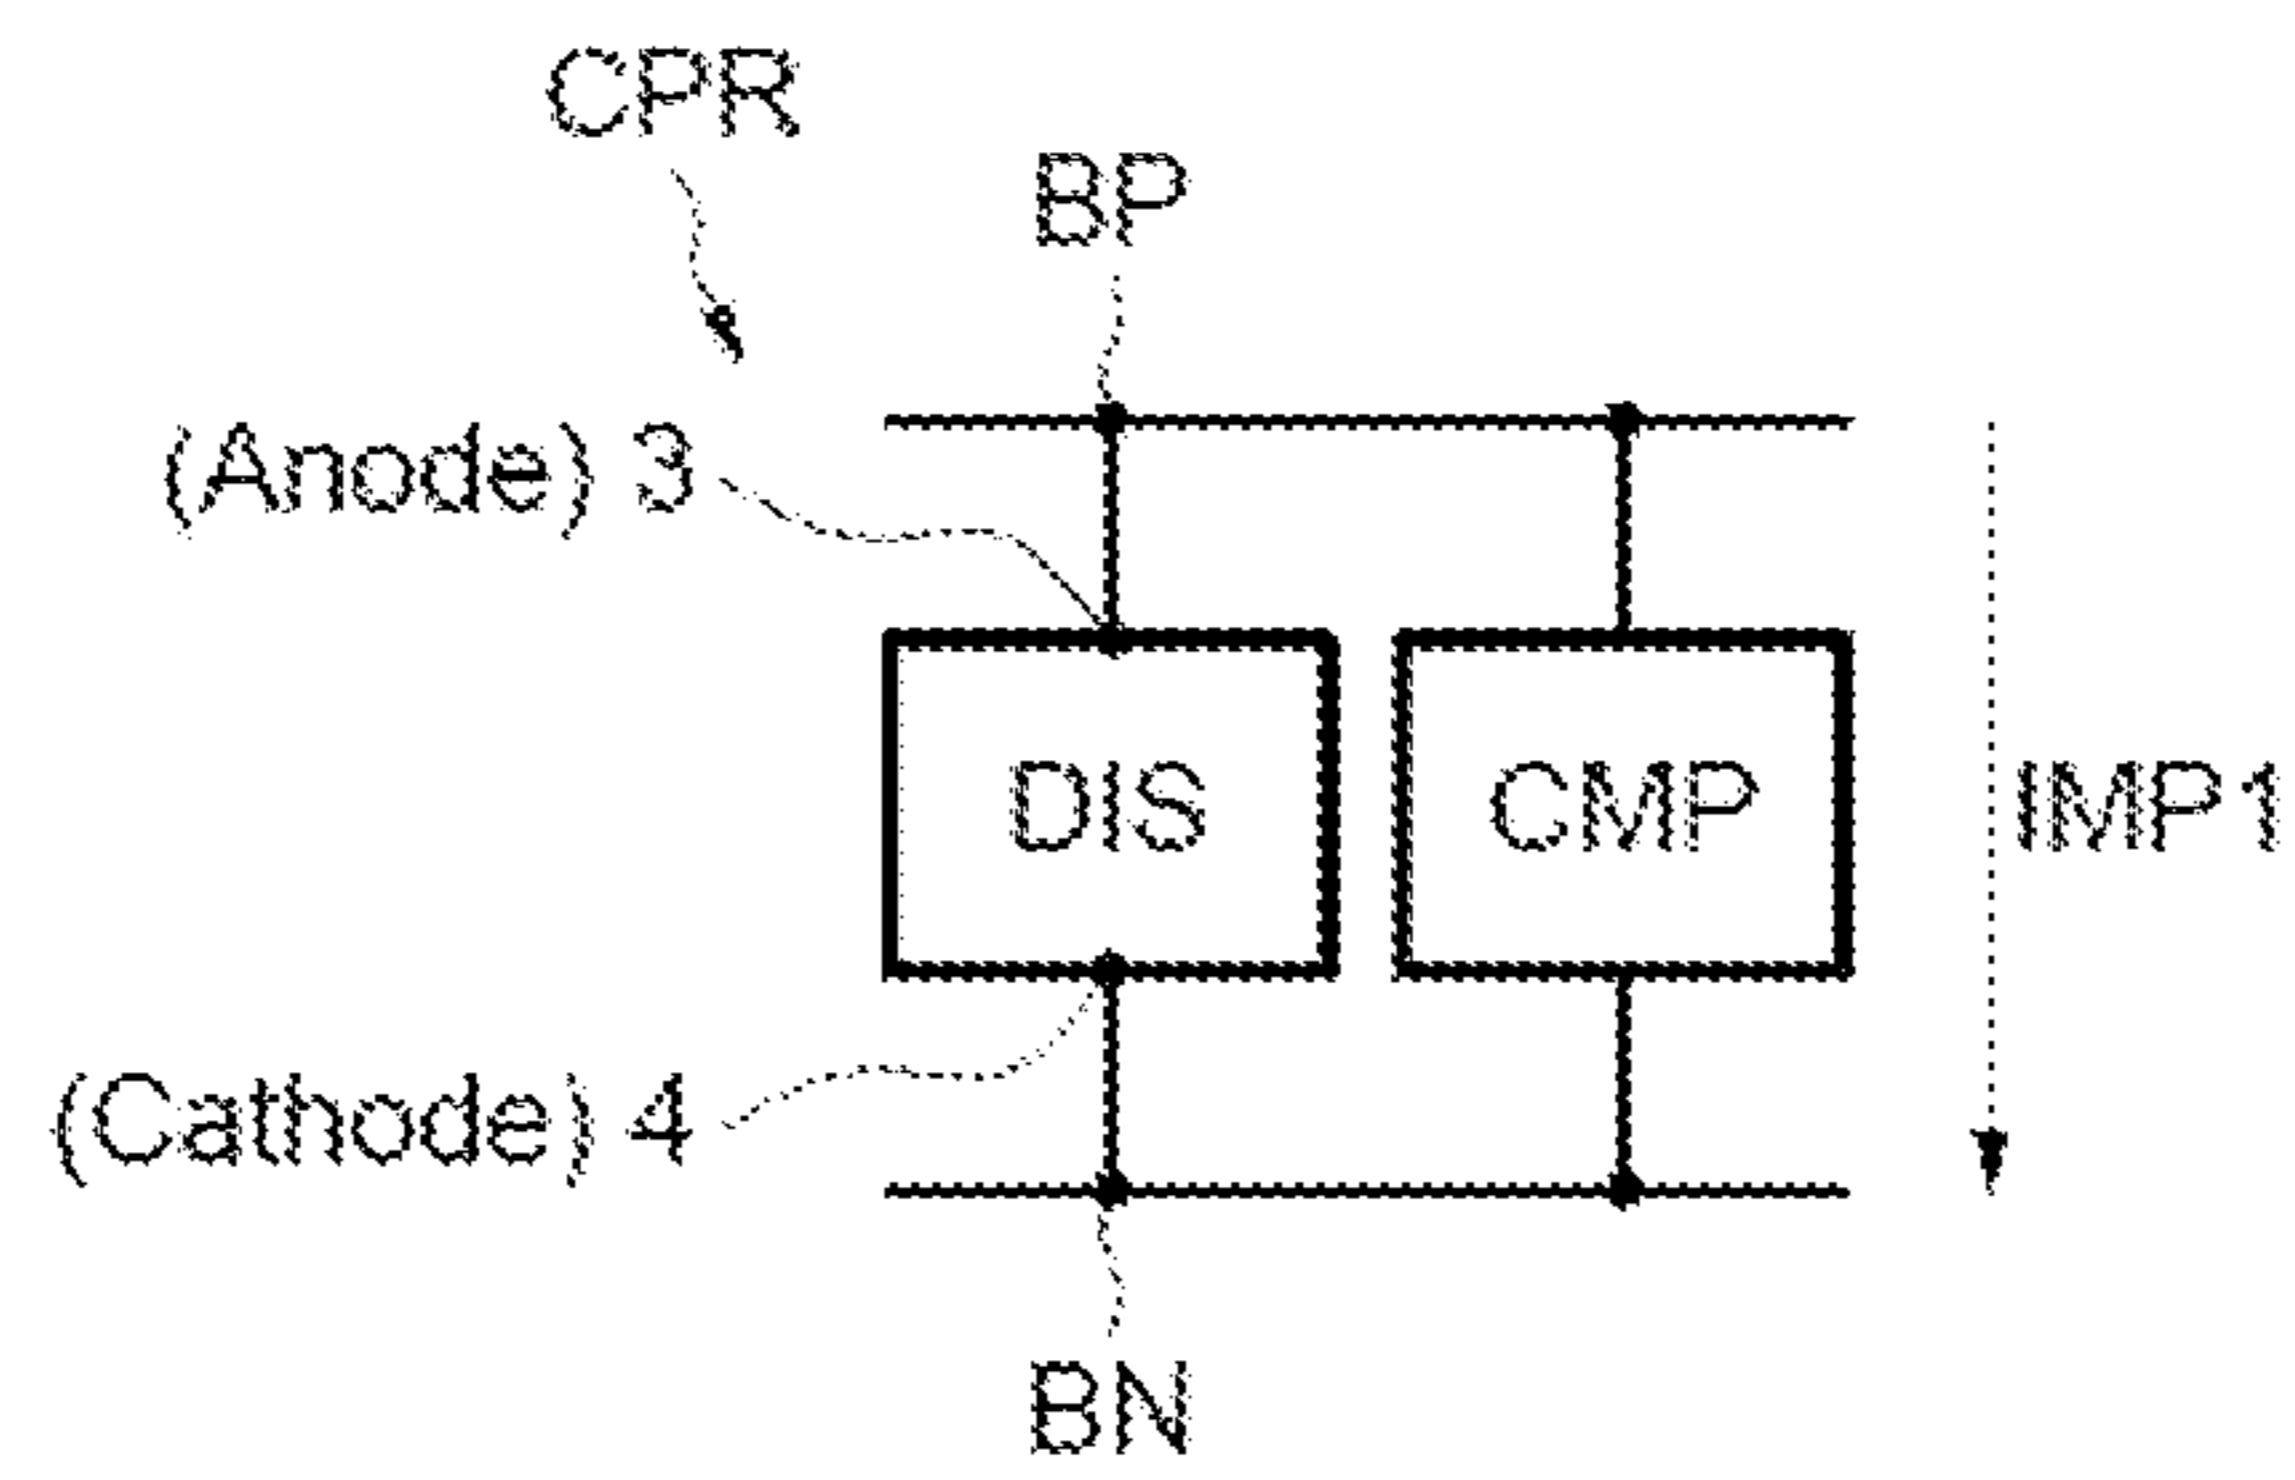 CPR
BP
(Anode) 3
DIS
CMP
IMP1
(Cathode) 4
BN